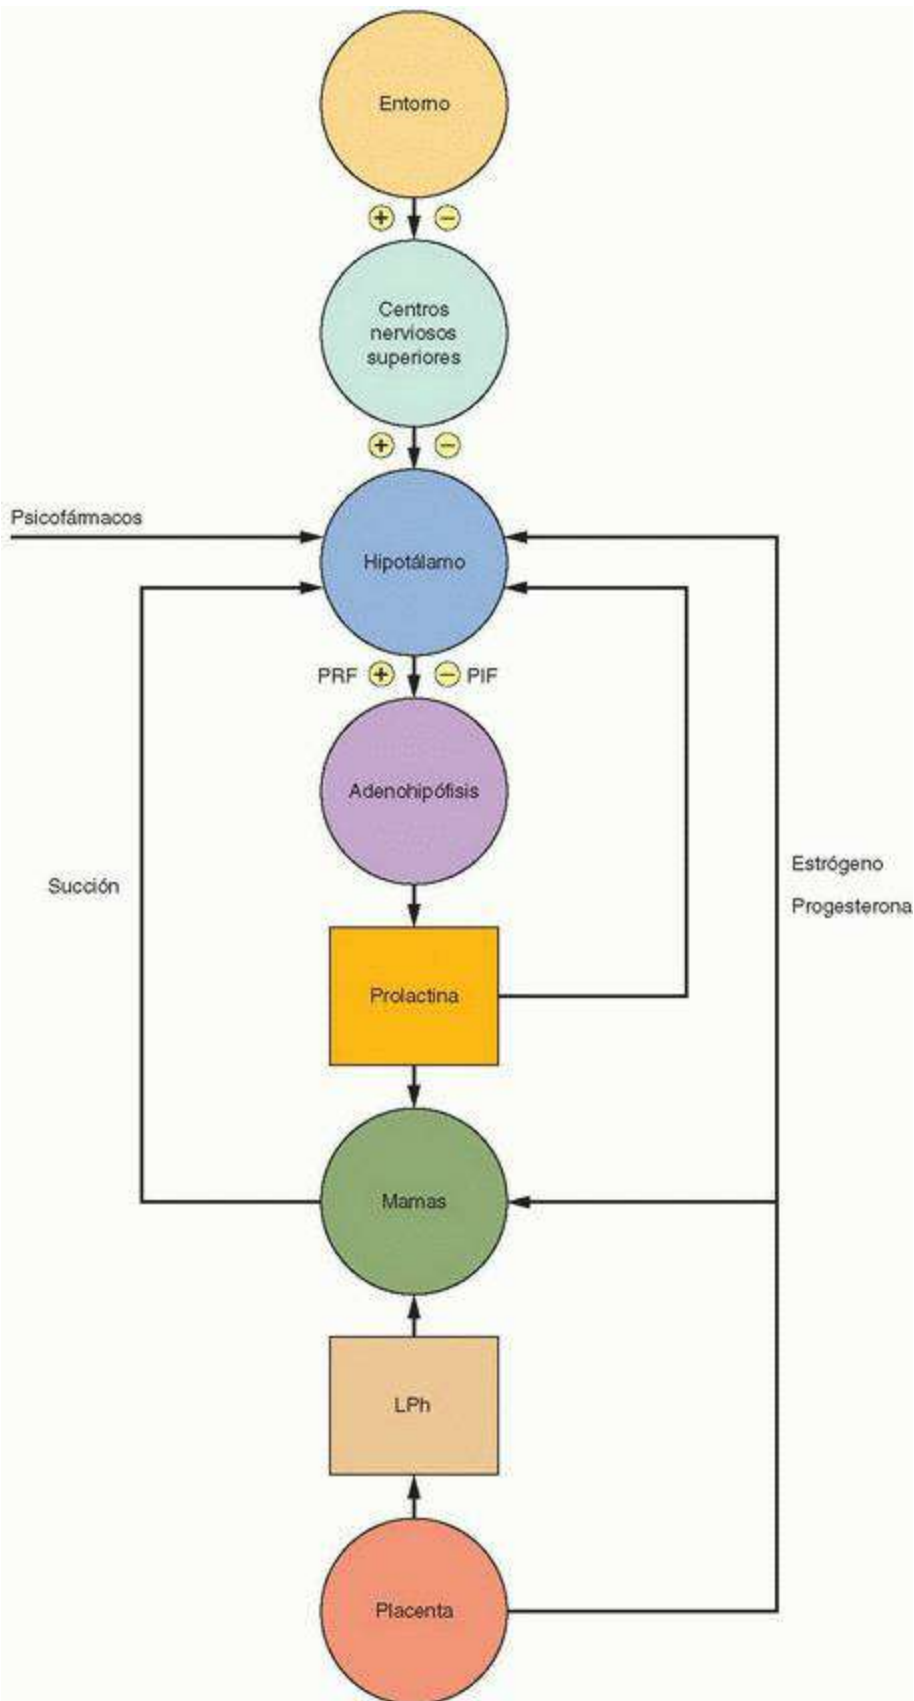 Entorno
+ −
Centros
nerviosos
superiores
+ −
Psicofármacos
Hipotálamo
PRF + − PIF
Adenohipófisis
Succión
Estrógeno
Progesterona
Prolactina
Mamas
LPh
Placenta